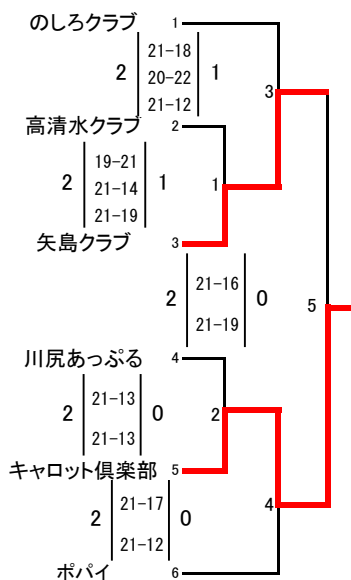 のしろクラブ 1
2 21-18 1
20-22
21-12
3
高清水クラブ 2
2 19-21 1
21-14
21-19
1
矢島クラブ 3
2 21-16 0
21-19
5
川尻あっぷる 4
2 21-13 0
21-13
2
キャロット倶楽部 5
2 21-17 0
21-12
4
ポパイ 6